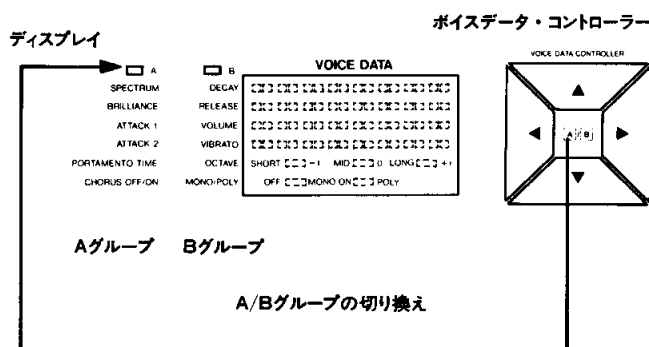 ボイスデータ・コントローラー
ディスプレイ
VOICE DATA CONTROLLER
A B VOICE DATA
SPECTRUM DECAY
BRILLIANCE RELEASE
ATTACK 1 VOLUME
ATTACK 2 VIBRATO
A/B
PORTAMENTO TIME OCTAVE SHORT -1 MID 0 LONG +1
CHORUS OFF/ON MONO/POLY OFF MONO ON POLY
Aグループ Bグループ
A/Bグループの切り換え